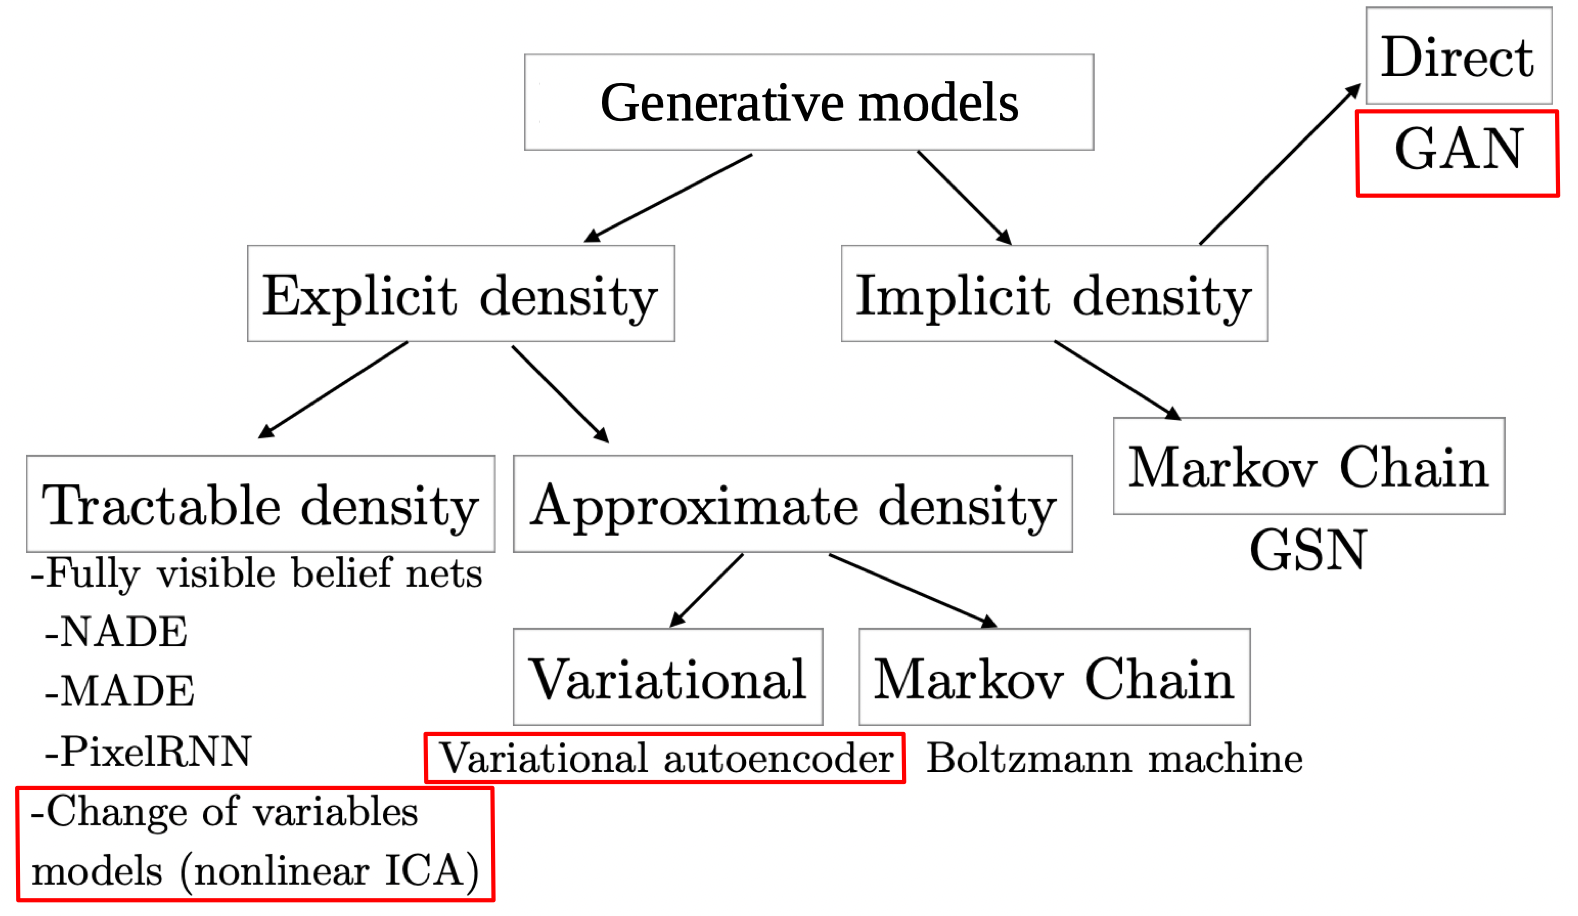 Direct
Generative models
GAN
Explicit density
Implicit density
Markov Chain
Tractable density
Approximate density
GSN
-Fully visible belief nets
-NADE
-MADE
-PixelRNN
-Change of variables
models (nonlinear ICA)
Variational
Markov Chain
Variational autoencoder
Boltzmann machine